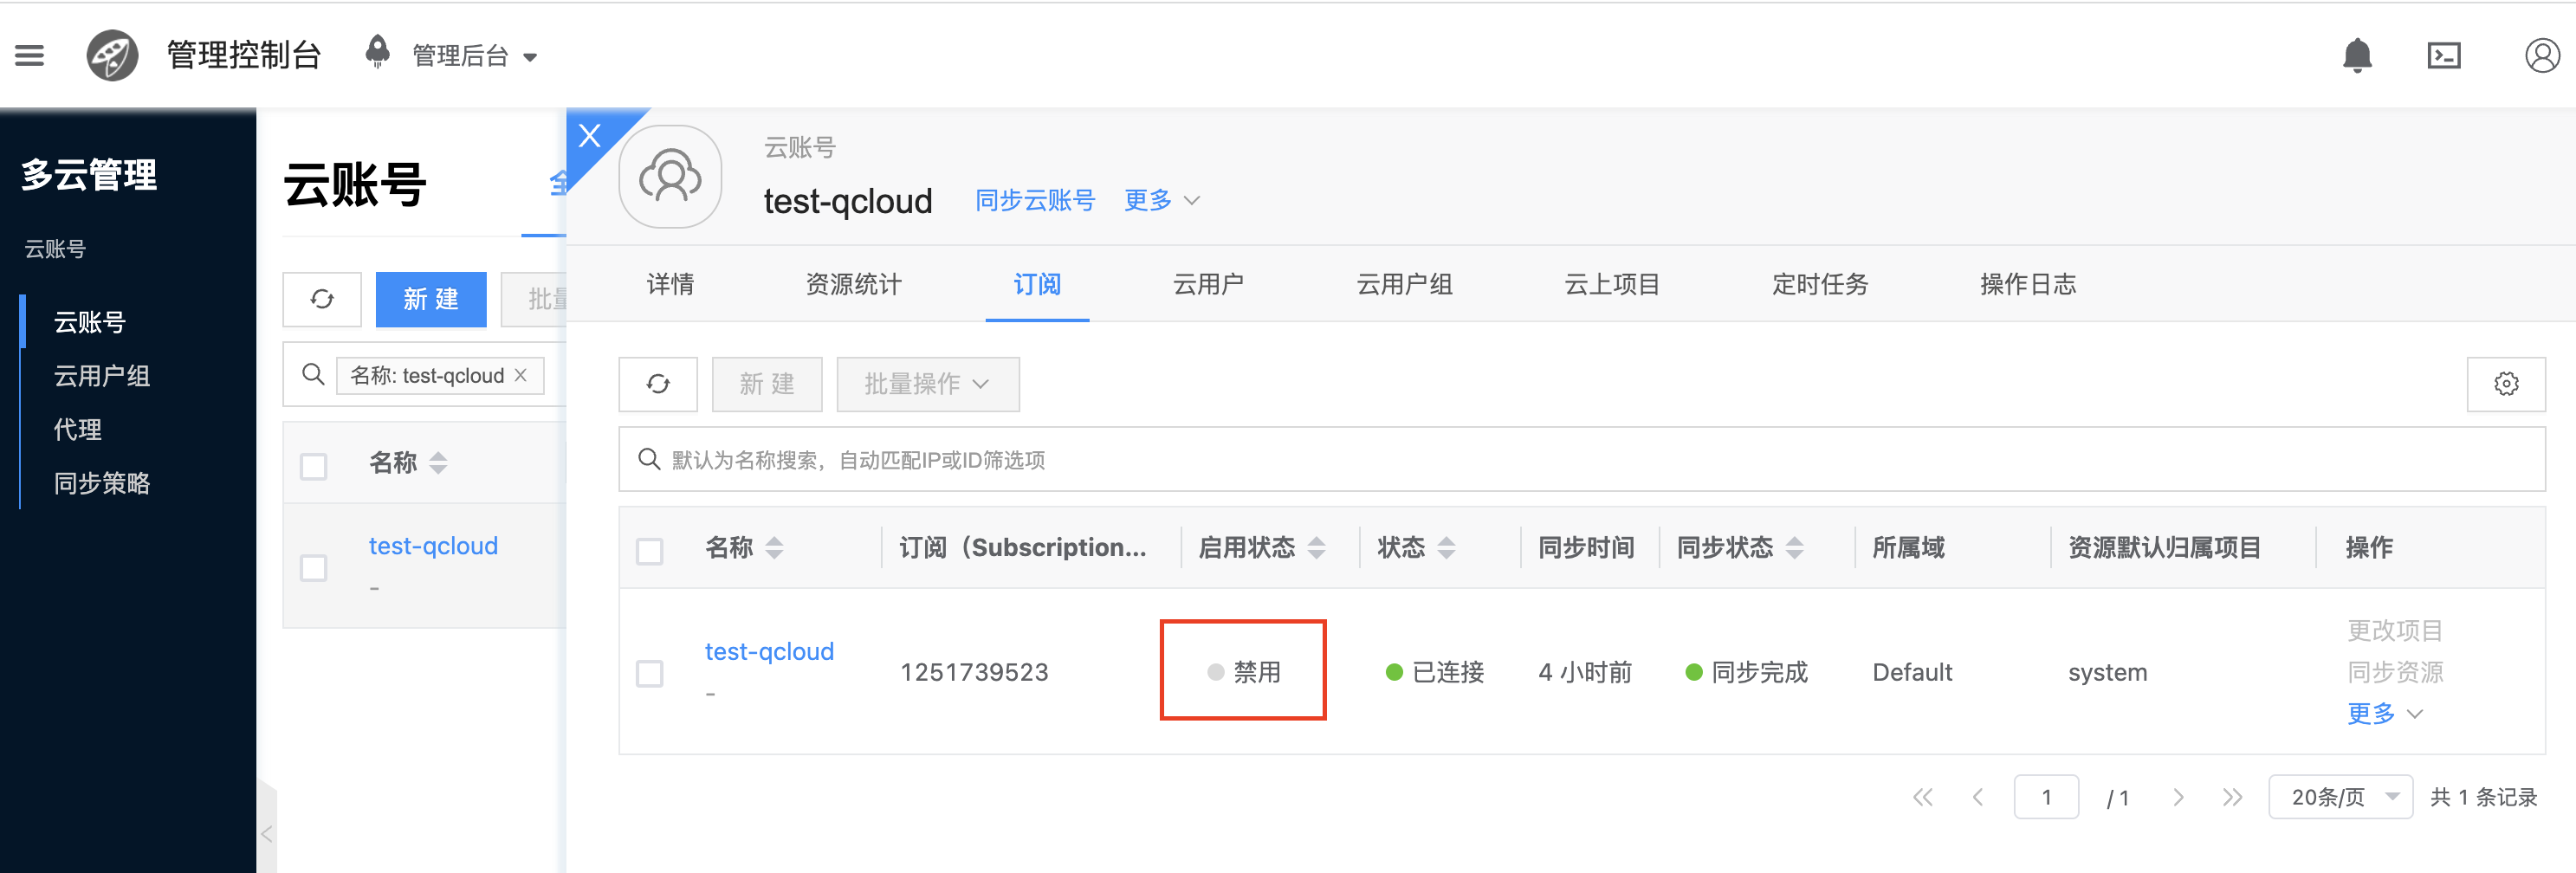 管理控制台 管理后台
多云管理
云账号
云账号
云用户组
代理
同步策略
云账号
新 建
名称: test-qcloud
名称
test-qcloud
-
X
云账号
test-qcloud 同步云账号 更多
详情 资源统计 订阅 云用户 云用户组 云上项目 定时任务 操作日志
新 建 批量操作
默认为名称搜索，自动匹配IP或ID筛选项
名称 订阅（Subscription... 启用状态 状态 同步时间 同步状态 所属域 资源默认归属项目 操作
test-qcloud
-
1251739523 禁用 已连接 4 小时前 同步完成 Default system
更改项目
同步资源
更多
1 / 1 20条/页 共 1 条记录